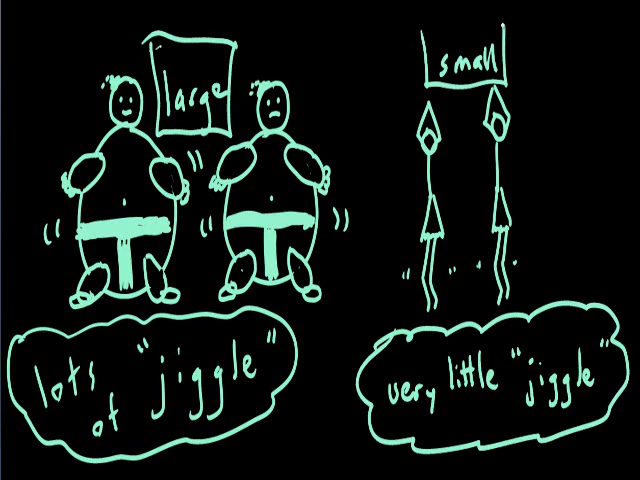 large
small
lots
of "jiggle"
very little "jiggle"